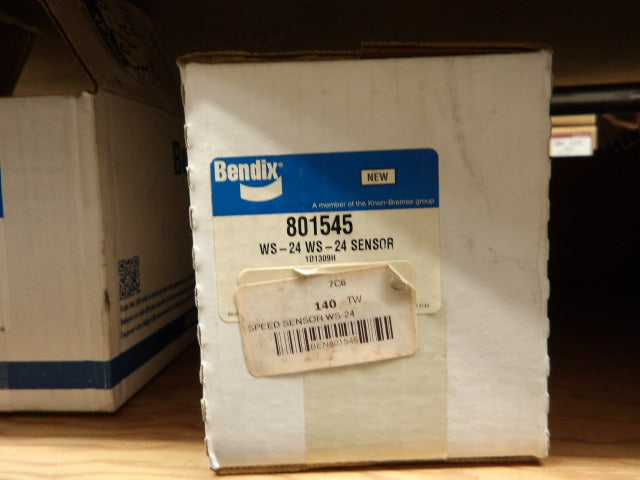 Bendix
NEW
A member of the Knorr-Bremse group
801545
WS-24 WS-24 SENSOR
101309H
7C6
140 TW
SPEED SENSOR WS-24
BEN801545